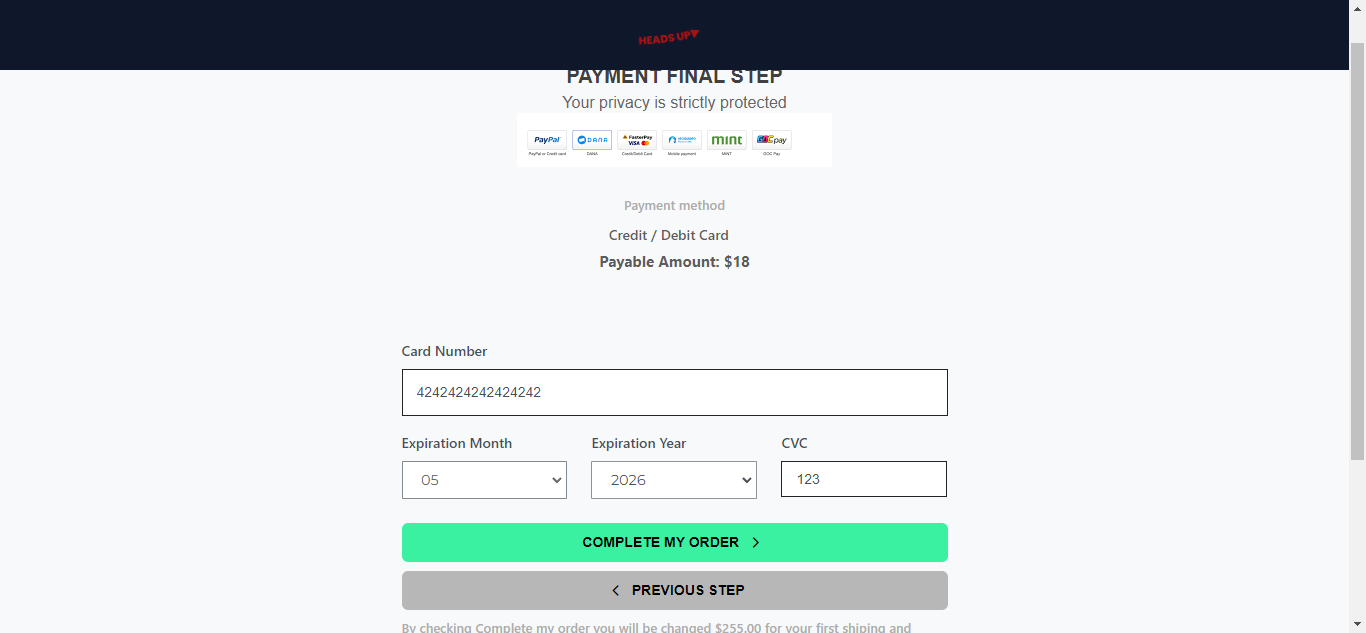 HEADS UP
PAYMENT FINAL STEP
Your privacy is strictly protected
PayPal DANA FasterPay VISA mint GOCpay
PayPal or Credit card DANA Credit/Debit Card Mobile payment MINT GOC Pay
Payment method
Credit / Debit Card
Payable Amount: $18
Card Number
4242424242424242
Expiration Month Expiration Year CVC
05 2026 123
COMPLETE MY ORDER >
< PREVIOUS STEP
By checking Complete my order you will be changed $255.00 for your first shiping and